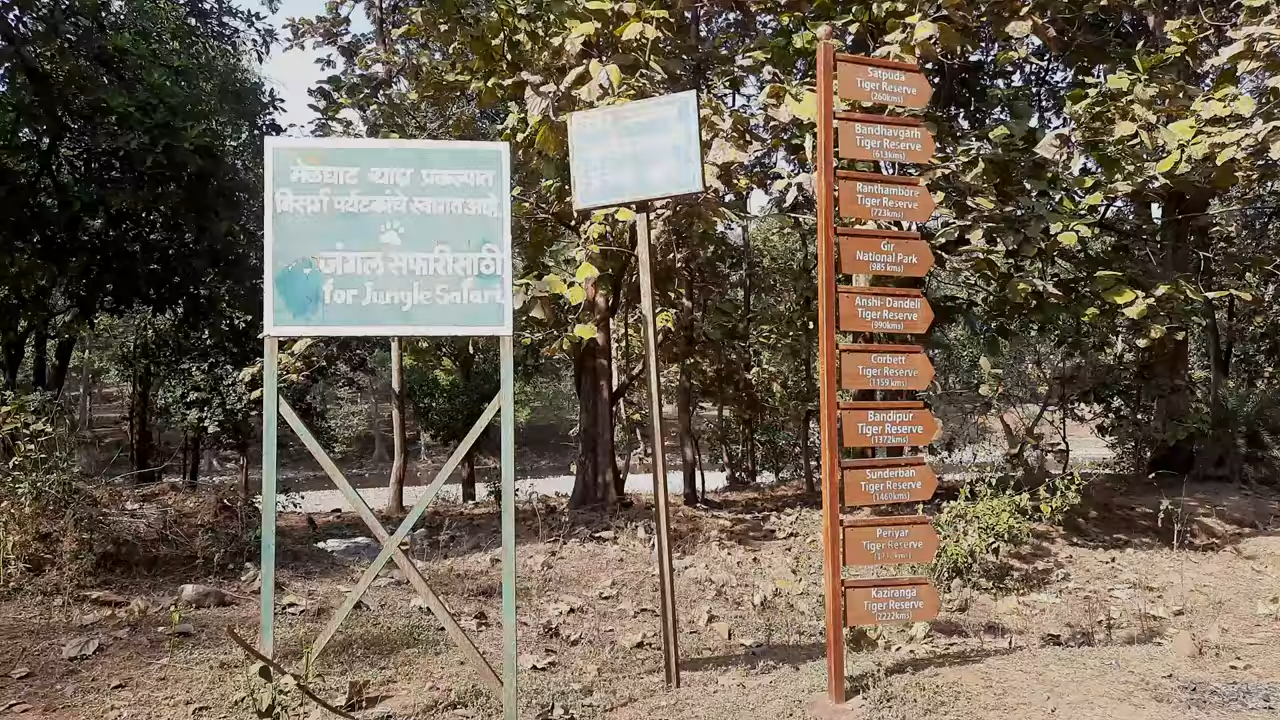 मेळघाट व्याघ्र प्रकल्पात
निसर्ग पर्यटकांचे स्वागत आहे.
जंगल सफारीसाठी
for Jungle Safari
Satpuda
Tiger Reserve
(260kms)
Bandhavgarh
Tiger Reserve
(613kms)
Ranthambore
Tiger Reserve
(723kms)
Gir
National Park
(985 kms)
Anshi-Dandeli
Tiger Reserve
(990kms)
Corbett
Tiger Reserve
(1159 kms)
Bandipur
Tiger Reserve
(1372kms)
Sunderban
Tiger Reserve
(1460kms)
Periyar
Tiger Reserve
Kaziranga
Tiger Reserve
(2222kms)